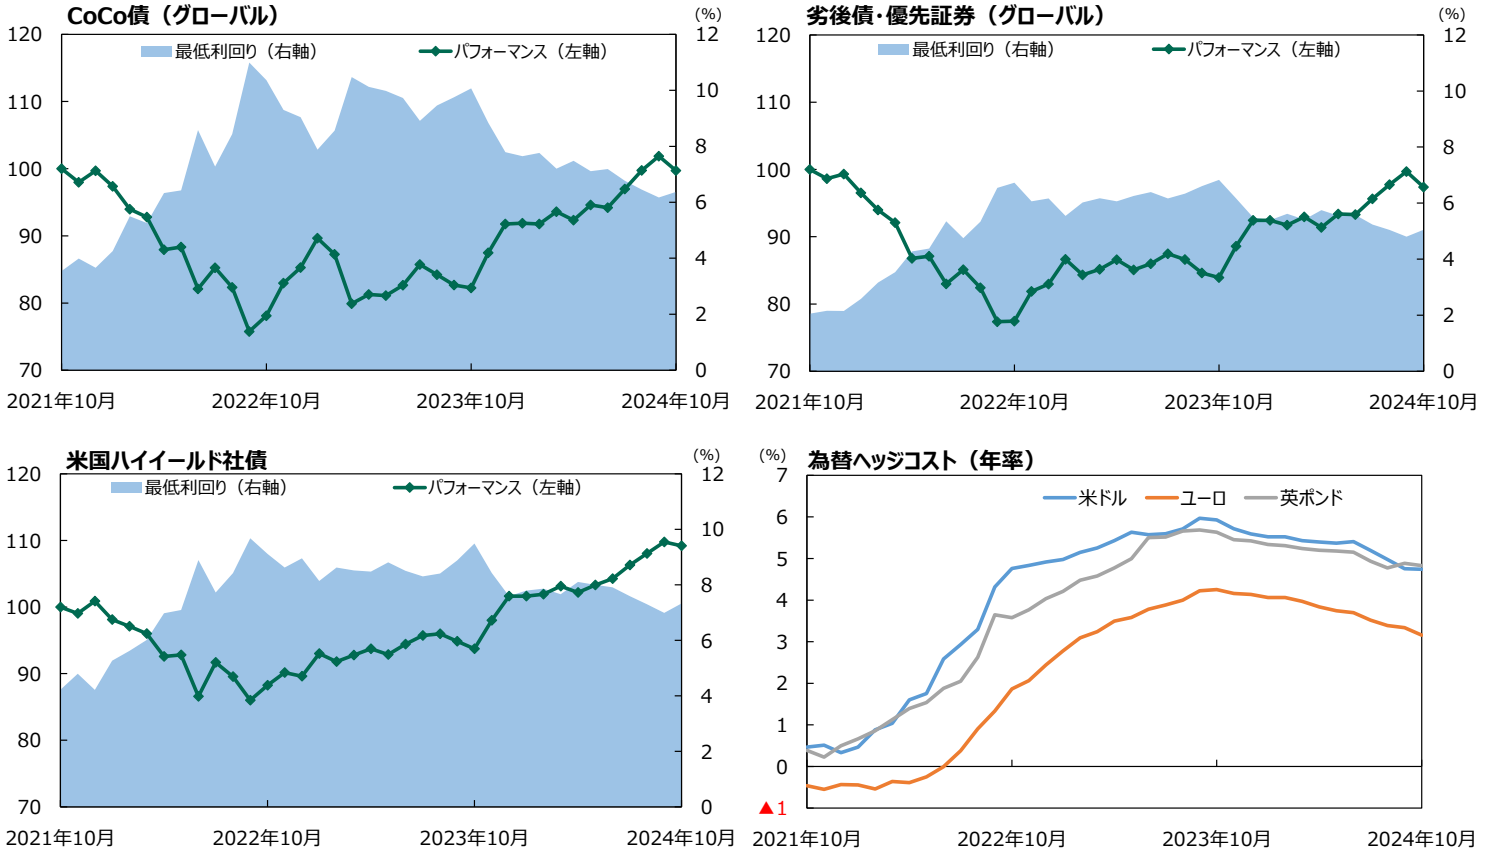 CoCo債（グローバル）
(%)
最低利回り（右軸）
パフォーマンス（左軸）
120
110
100
90
80
70
12
10
8
6
4
2
0
2021年10月
2022年10月
2023年10月
2024年10月
劣後債・優先証券（グローバル）
(%)
最低利回り（右軸）
パフォーマンス（左軸）
120
110
100
90
80
70
12
10
8
6
4
2
0
2021年10月
2022年10月
2023年10月
2024年10月
米国ハイイールド社債
(%)
最低利回り（右軸）
パフォーマンス（左軸）
120
110
100
90
80
70
12
10
8
6
4
2
0
2021年10月
2022年10月
2023年10月
2024年10月
(%)
為替ヘッジコスト（年率）
米ドル
ユーロ
英ポンド
7
6
5
4
3
2
1
0
▲1
2021年10月
2022年10月
2023年10月
2024年10月